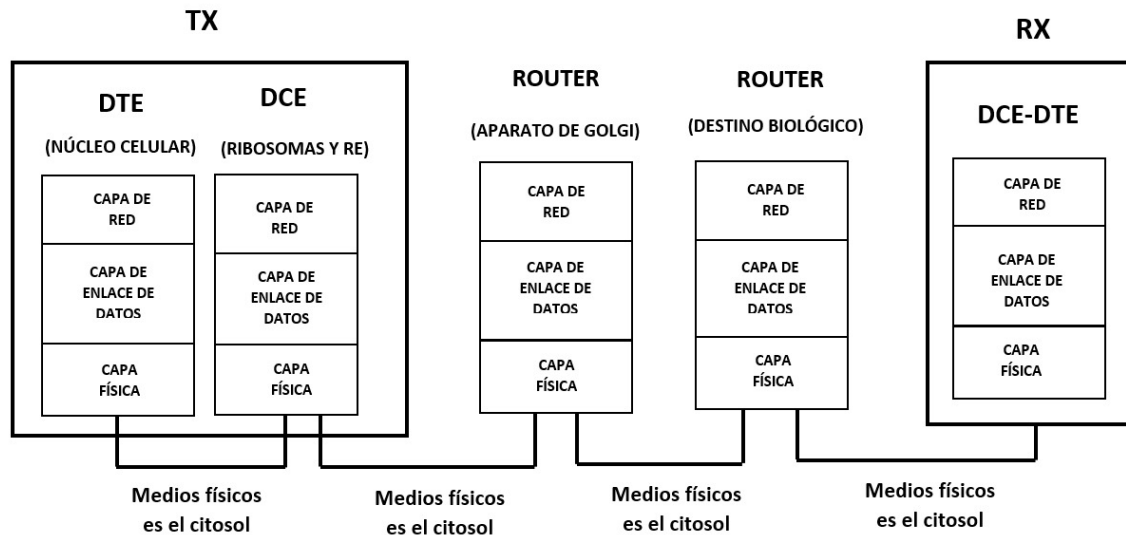 TX
DTE
(NÚCLEO CELULAR)
CAPA DE
RED
CAPA DE
ENLACE DE
DATOS
CAPA
FÍSICA
DCE
(RIBOSOMAS Y RE)
CAPA DE
RED
CAPA DE
ENLACE DE
DATOS
CAPA
FÍSICA
ROUTER
(APARATO DE GOLGI)
CAPA DE
RED
CAPA DE
ENLACE DE
DATOS
CAPA
FÍSICA
ROUTER
(DESTINO BIOLÓGICO)
CAPA DE
RED
CAPA DE
ENLACE DE
DATOS
CAPA
FÍSICA
RX
DCE-DTE
CAPA DE
RED
CAPA DE
ENLACE DE
DATOS
CAPA
FÍSICA
Medios físicos
es el citosol
Medios físicos
es el citosol
Medios físicos
es el citosol
Medios físicos
es el citosol